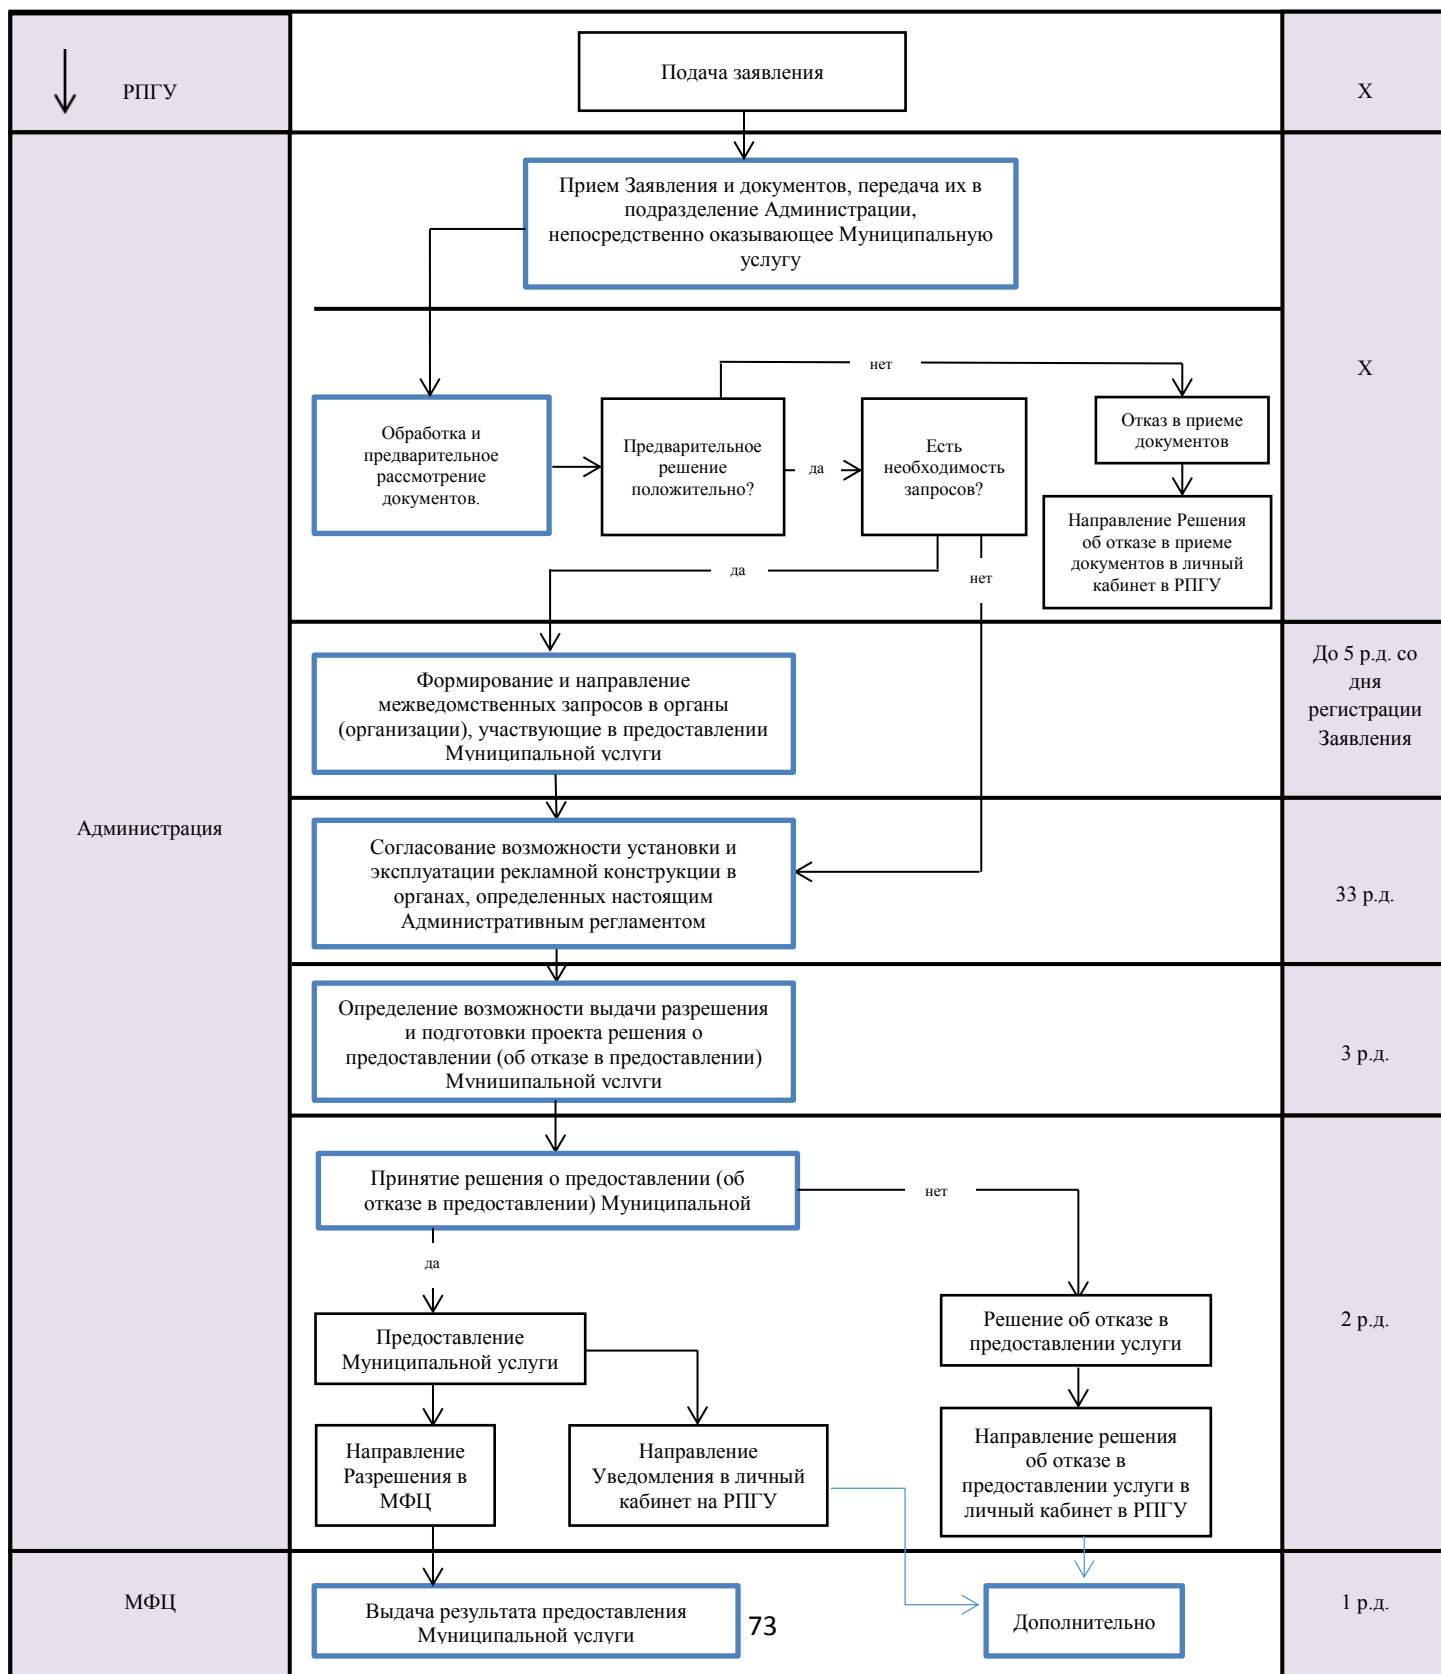 РПГУ
Подача заявления
X
Прием Заявления и документов, передача их в
подразделение Администрации,
непосредственно оказывающее Муниципальную
услугу
X
нет
Обработка и
предварительное
рассмотрение
документов.
Предварительное
решение
положительно?
да
Есть
необходимость
запросов?
Отказ в приеме
документов
Направление Решения
об отказе в приеме
документов в личный
кабинет в РПГУ
да
нет
Формирование и направление
межведомственных запросов в органы
(организации), участвующие в предоставлении
Муниципальной услуги
До 5 р.д. со
дня
регистрации
Заявления
Администрация
Согласование возможности установки и
эксплуатации рекламной конструкции в
органах, определенных настоящим
Административным регламентом
33 р.д.
Определение возможности выдачи разрешения
и подготовки проекта решения о
предоставлении (об отказе в предоставлении)
Муниципальной услуги
3 р.д.
Принятие решения о предоставлении (об
отказе в предоставлении) Муниципальной
нет
да
Предоставление
Муниципальной услуги
Решение об отказе в
предоставлении услуги
2 р.д.
Направление
Разрешения в
МФЦ
Направление
Уведомления в личный
кабинет на РПГУ
Направление решения
об отказе в
предоставлении услуги в
личный кабинет в РПГУ
МФЦ
Выдача результата предоставления
Муниципальной услуги
73
Дополнительно
1 р.д.